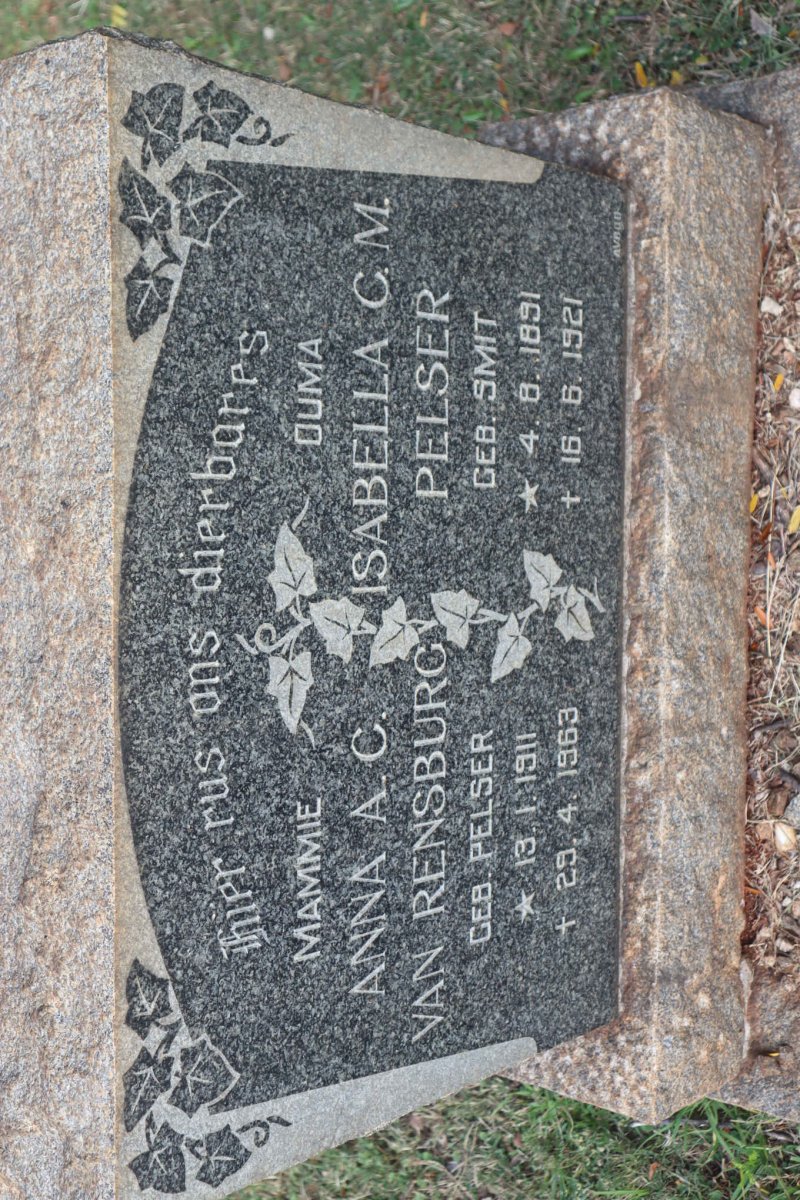 Hier rus ons dierbares
MAMMIE
ANNA A. C.
VAN RENSBURG
GEB. PELSER
★ 13. 1. 1911
+ 29. 4. 1963
OUMA
ISABELLA C. M.
PELSER
GEB. SMIT
★ 4. 8. 1891
+ 16. 6. 1921